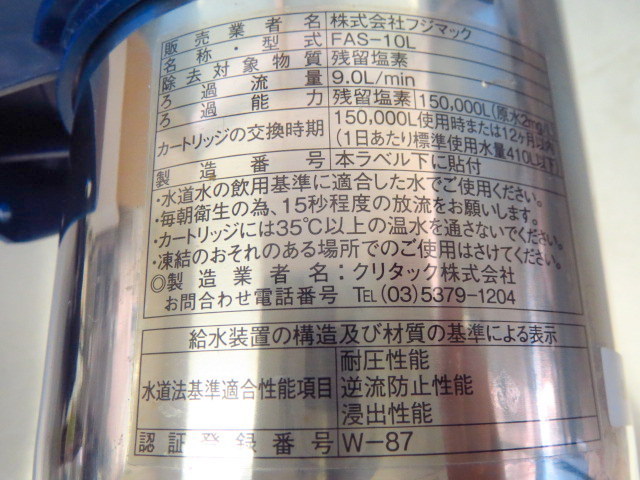 販売業者名 株式会社フジマック
名称・型式 FAS-10L
除去対象物質 残留塩素
ろ過流量 9.0L/min
ろ過能力 残留塩素 150,000L(原水2mg
カートリッジの交換時期 150,000L使用時または12ヶ月以内
(1日あたり標準使用水量410L以下)
製造番号 本ラベル下に貼付
・水道水の飲用基準に適合した水でご使用ください。
・毎朝衛生の為、15秒程度の放流をお願いします。
・カートリッジには35℃以上の温水を通さないでください。
・凍結のおそれのある場所でのご使用はさけてください。
◎製造業者名：クリタック株式会社
お問合わせ電話番号 TEL(03)5379-1204
給水装置の構造及び材質の基準による表示
水道法基準適合性能項目 耐圧性能
逆流防止性能
浸出性能
認証登録番号 W-87